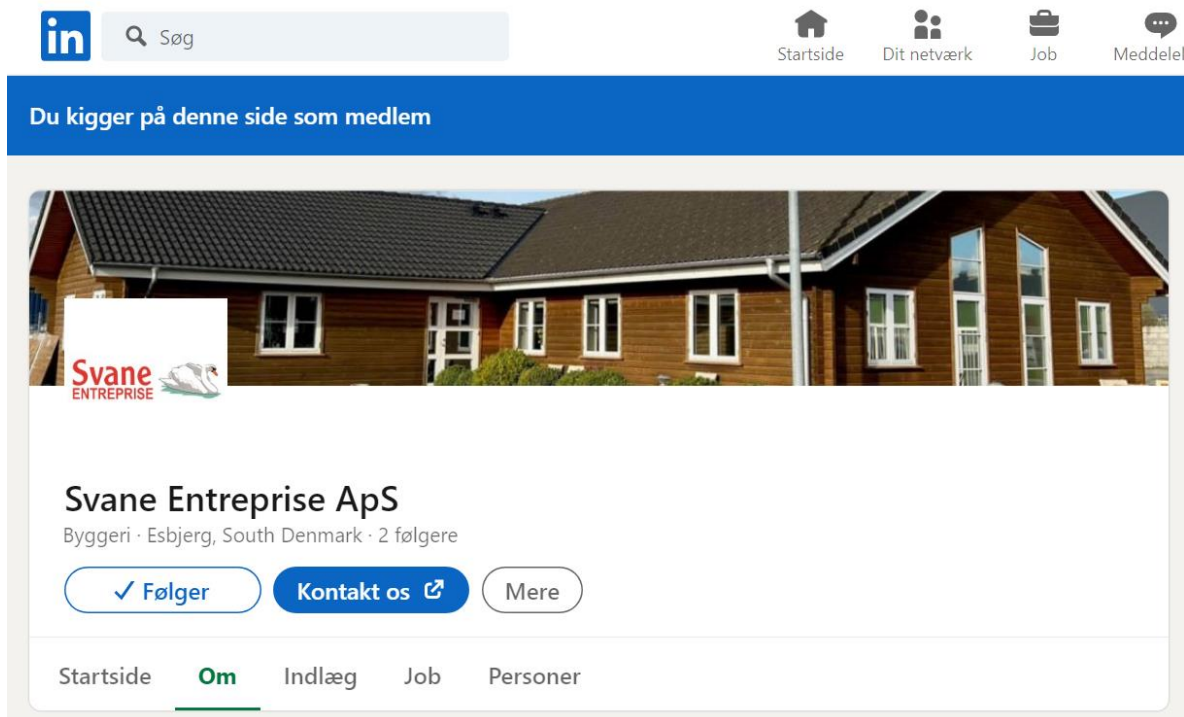 in
Søg
Startside
Dit netværk
Job
Du kigger på denne side som medlem
Svane
ENTREPRISE
Svane Entreprise ApS
Byggeri · Esbjerg, South Denmark · 2 følgere
✓ Følger
Kontakt os
Mere
Startside Om Indlæg Job Personer